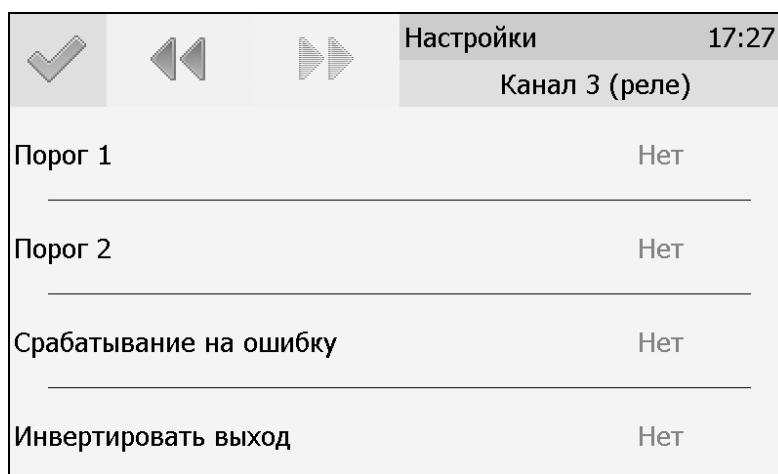 Настройки 17:27
Канал 3 (реле)
Порог 1 Нет
Порог 2 Нет
Срабатывание на ошибку Нет
Инвертировать выход Нет